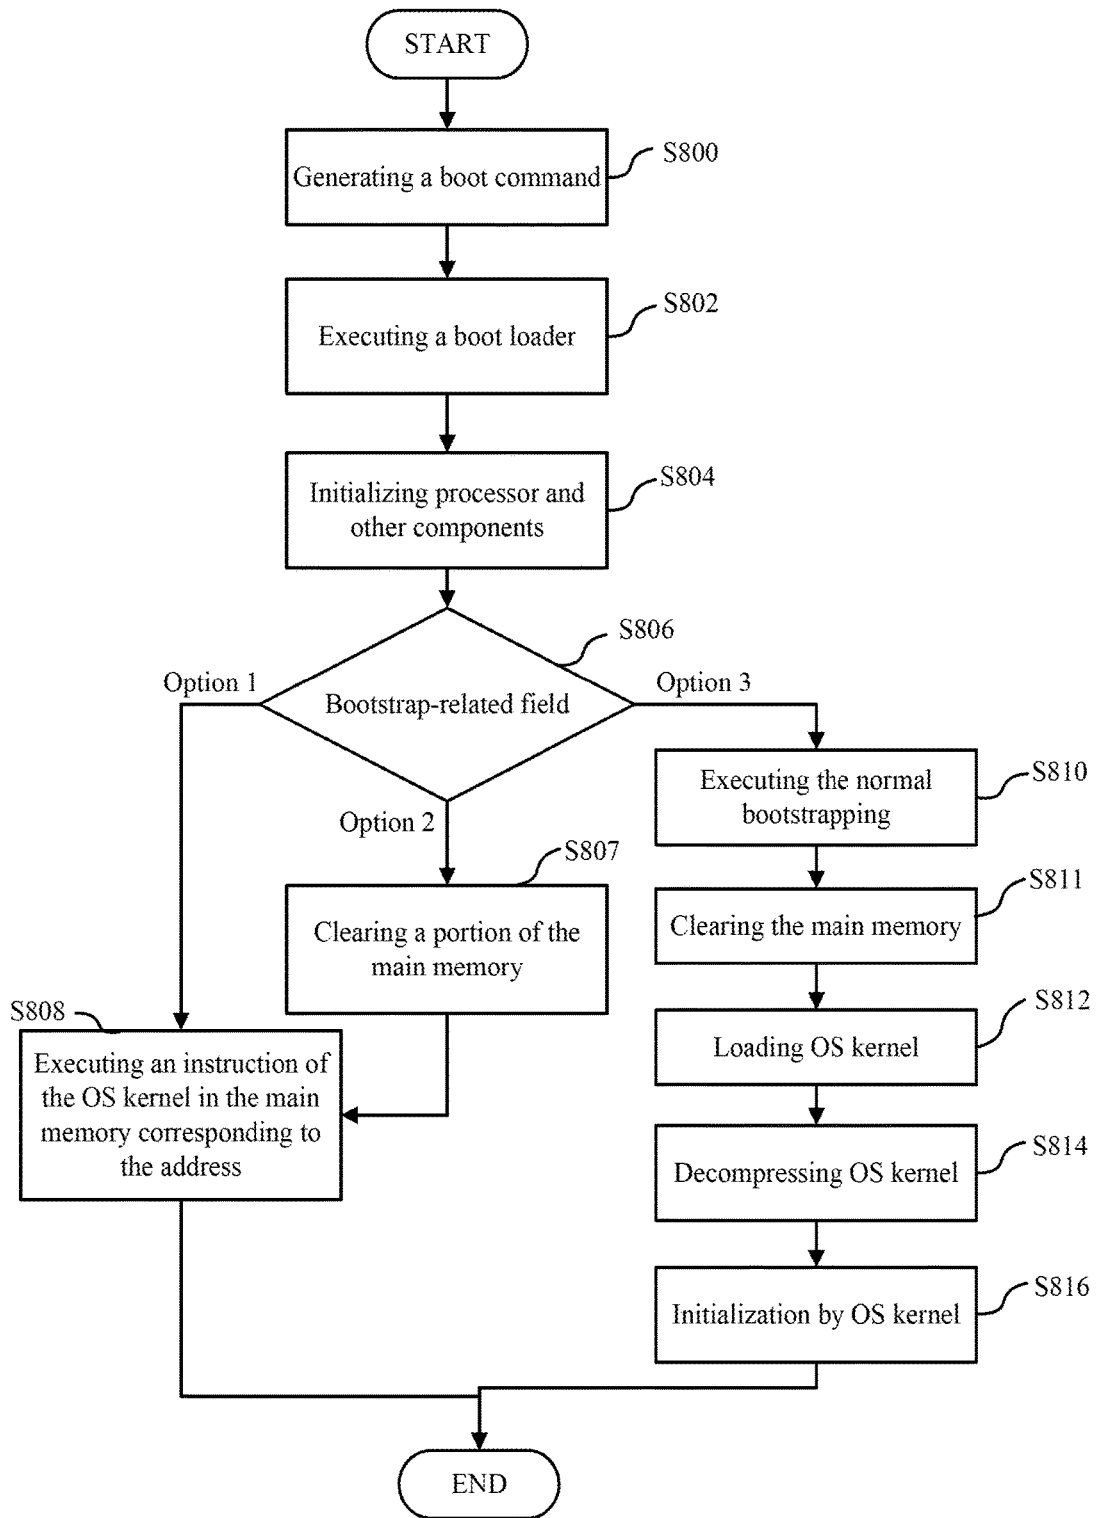 START
Generating a boot command
S800
Executing a boot loader
S802
Initializing processor and
other components
S804
Bootstrap-related field
S806
Option 1
Option 2
Option 3
Clearing a portion of the
main memory
S807
S808
Executing an instruction of
the OS kernel in the main
memory corresponding to
the address
Executing the normal
bootstrapping
S810
Clearing the main memory
S811
Loading OS kernel
S812
Decompressing OS kernel
S814
Initialization by OS kernel
S816
END